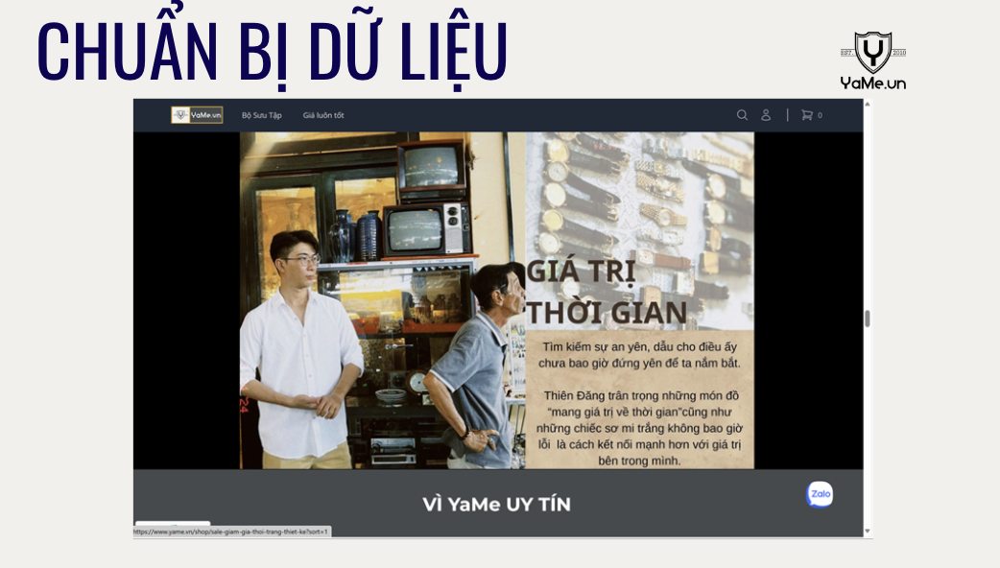 CHUẨN BỊ DỮ LIỆU
EST. 2010
Y
YaMe.vn
YaMe.vn
Bộ Sưu Tập
Giá luôn tốt
0
GIÁ TRỊ
THỜI GIAN
Tìm kiếm sự an yên, dẫu cho điều ấy
chưa bao giờ đứng yên để ta nắm bắt.
Thiên Đăng trân trọng những món đồ
"mang giá trị về thời gian"cũng như
những chiếc sơ mi trắng không bao giờ
lỗi là cách kết nối mạnh hơn với giá trị
bên trong mình.
'24
VÌ YaMe UY TÍN
Zalo
https://www.yame.vn/shop/sale-giam-gia-thoi-trang-thiet-ke?sort=1